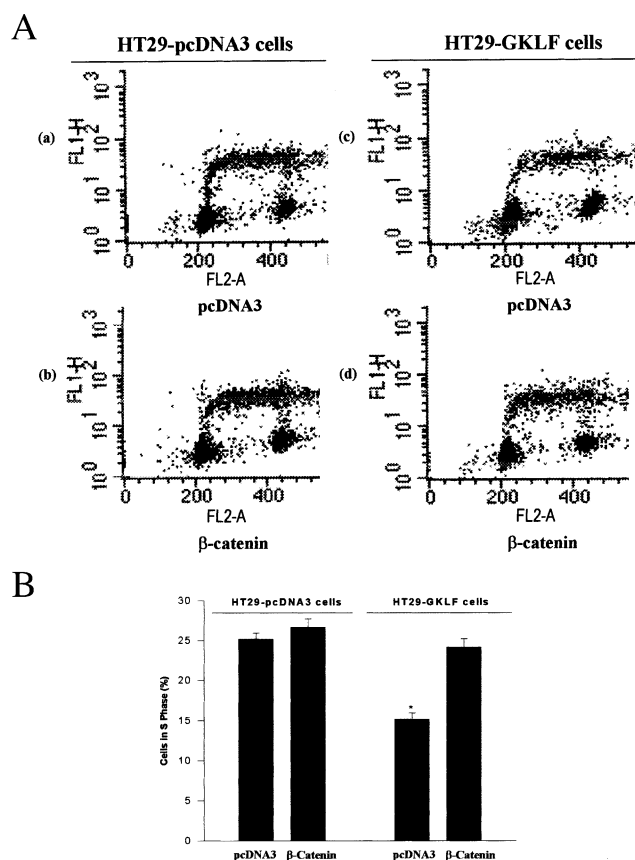 A
HT29-pcDNA3 cells
HT29-GKLF cells
(a)
FL1-H
10^0 10^1 10^2 10^3
0 200 400
FL2-A
pcDNA3
(c)
FL1-H
10^0 10^1 10^2 10^3
0 200 400
FL2-A
pcDNA3
(b)
FL1-H
10^0 10^1 10^2 10^3
0 200 400
FL2-A
β-catenin
(d)
FL1-H
10^0 10^1 10^2 10^3
0 200 400
FL2-A
β-catenin
B
HT29-pcDNA3 cells
HT29-GKLF cells
Cells in S Phase (%)
30
25
20
15
10
5
0
*
pcDNA3 β-Catenin pcDNA3 β-Catenin